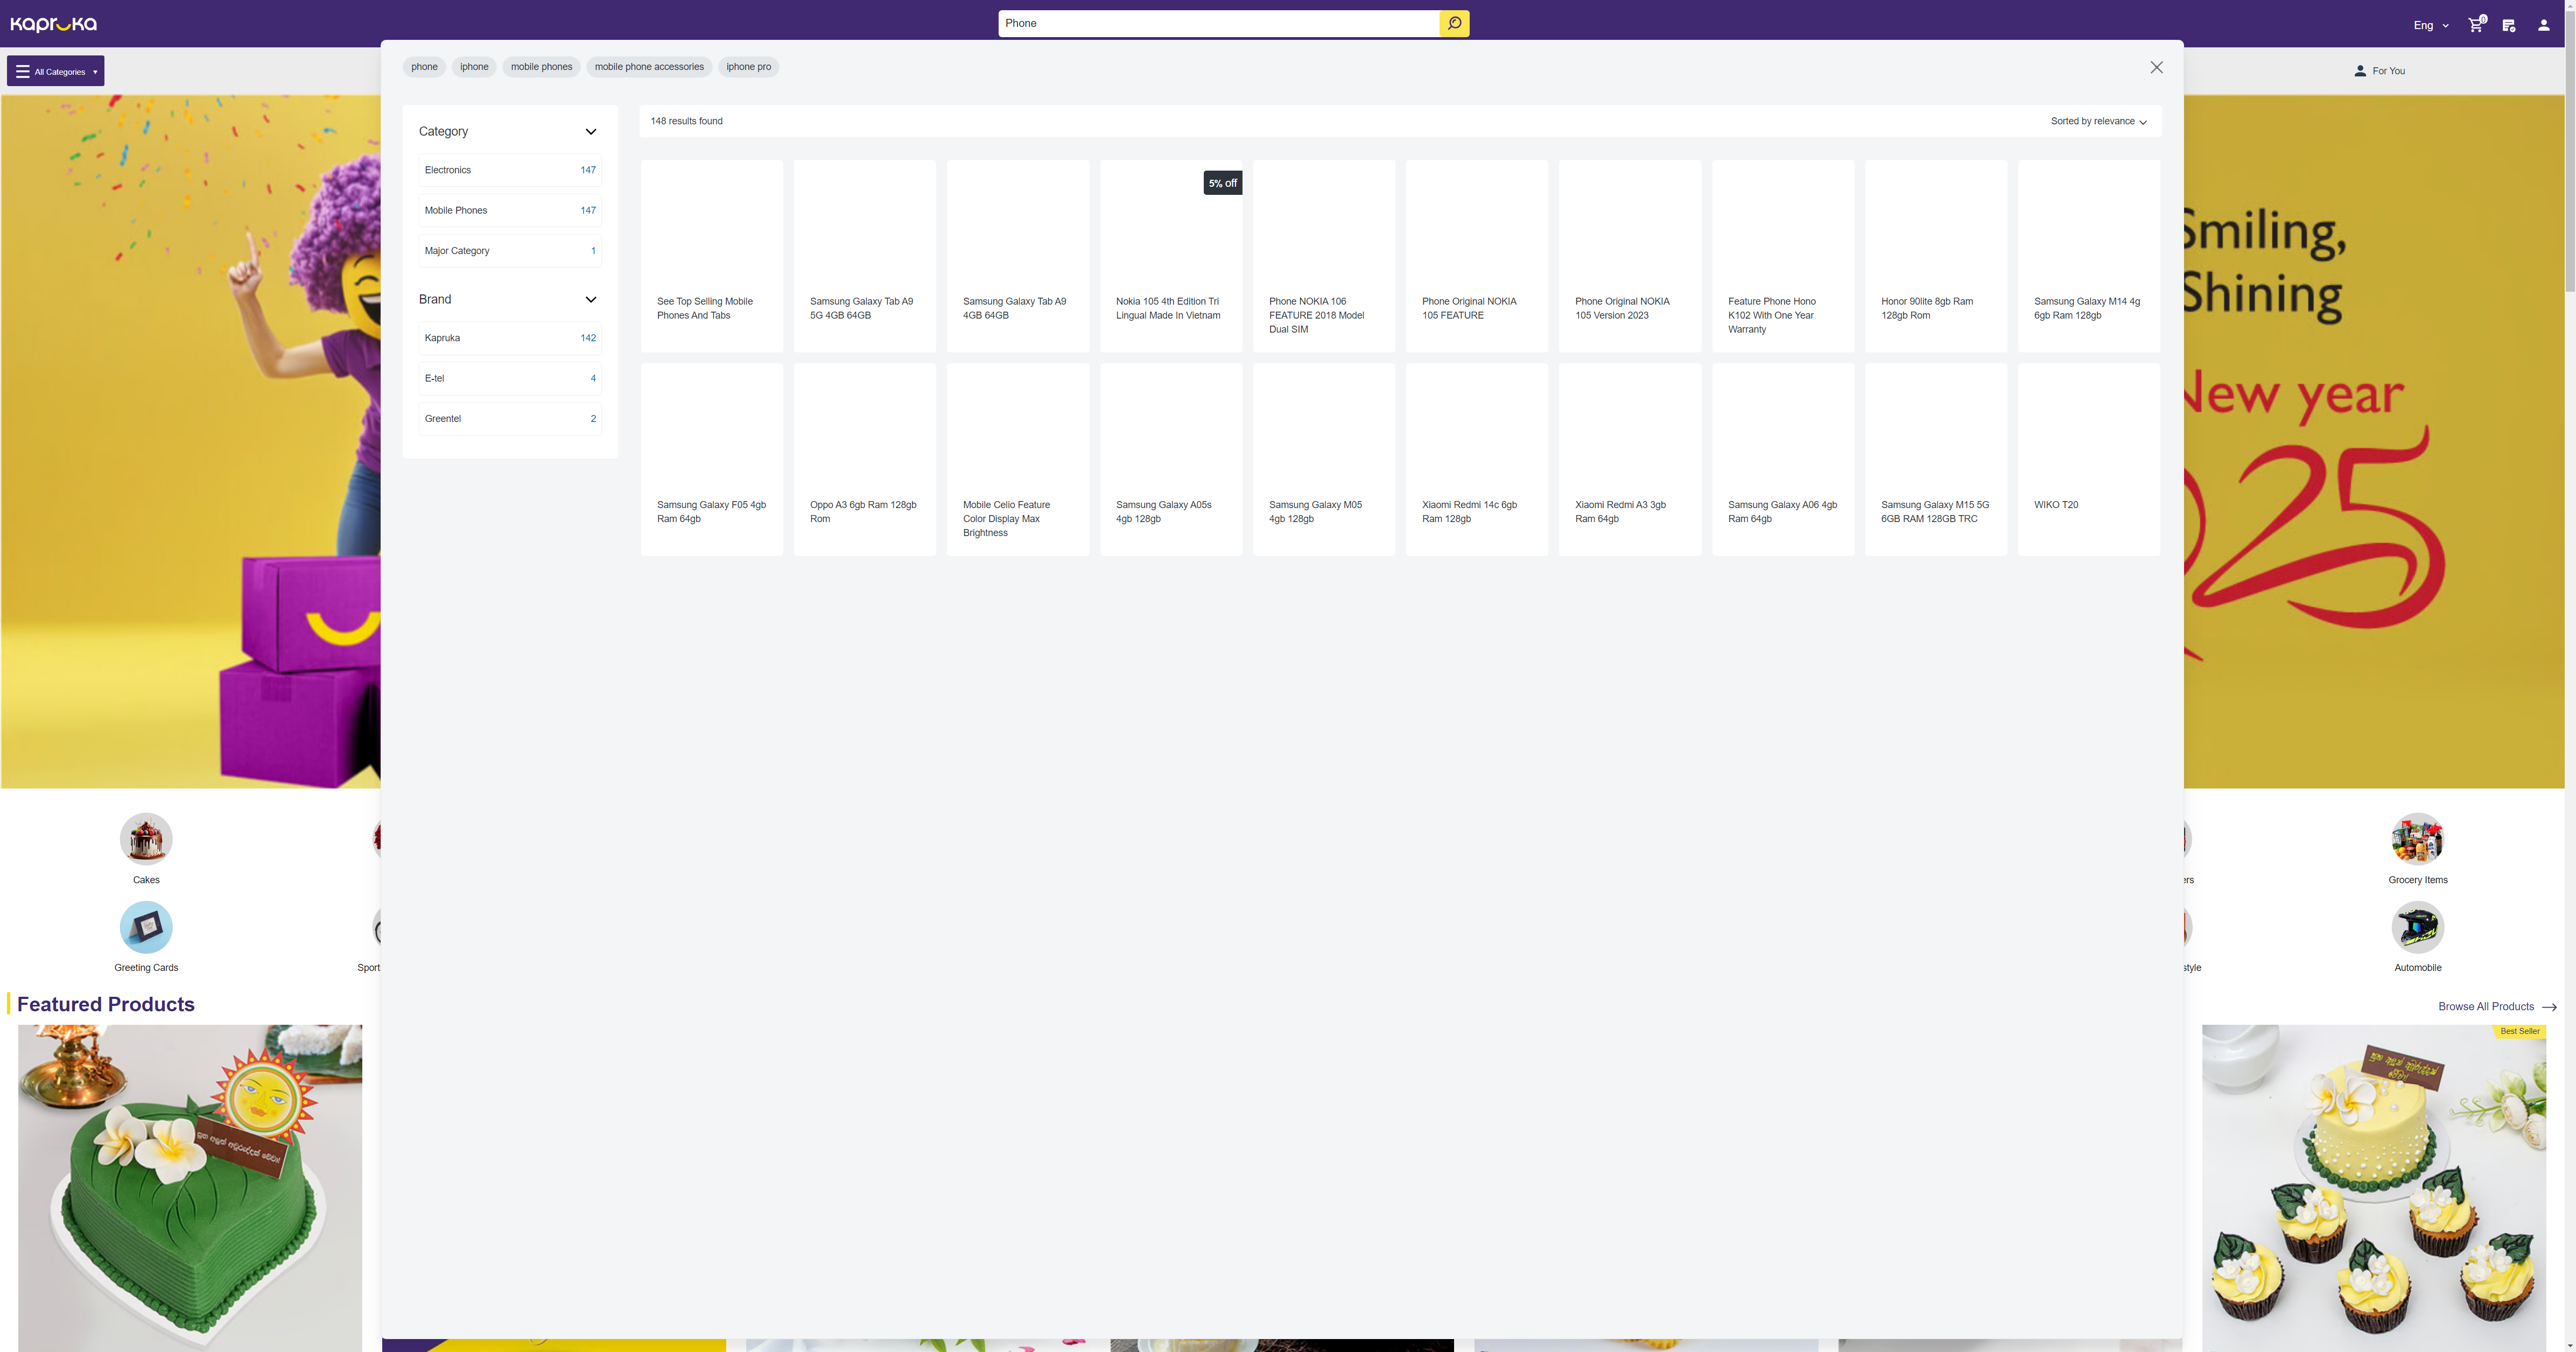 kapruka
Phone
Eng
0
All Categories
For You
phone
iphone
mobile phones
mobile phone accessories
iphone pro
Category
Electronics 147
Mobile Phones 147
Major Category 1
Brand
Kapruka 142
E-tel 4
Greentel 2
148 results found
Sorted by relevance
5% off
See Top Selling Mobile
Phones And Tabs
Samsung Galaxy Tab A9
5G 4GB 64GB
Samsung Galaxy Tab A9
4GB 64GB
Nokia 105 4th Edition Tri
Lingual Made In Vietnam
Phone NOKIA 106
FEATURE 2018 Model
Dual SIM
Phone Original NOKIA
105 FEATURE
Phone Original NOKIA
105 Version 2023
Feature Phone Hono
K102 With One Year
Warranty
Honor 90lite 8gb Ram
128gb Rom
Samsung Galaxy M14 4g
6gb Ram 128gb
Samsung Galaxy F05 4gb
Ram 64gb
Oppo A3 6gb Ram 128gb
Rom
Mobile Celio Feature
Color Display Max
Brightness
Samsung Galaxy A05s
4gb 128gb
Samsung Galaxy M05
4gb 128gb
Xiaomi Redmi 14c 6gb
Ram 128gb
Xiaomi Redmi A3 3gb
Ram 64gb
Samsung Galaxy A06 4gb
Ram 64gb
Samsung Galaxy M15 5G
6GB RAM 128GB TRC
WIKO T20
Smiling,
Shining
New year
25
Cakes
ers
Grocery Items
Greeting Cards
Sport
style
Automobile
Featured Products
Browse All Products
Best Seller